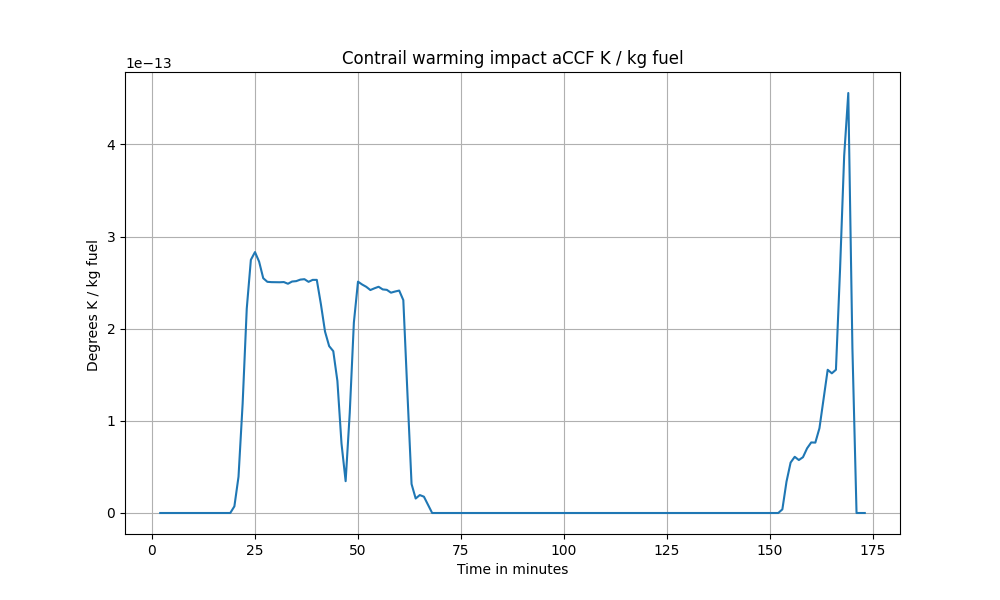 Contrail warming impact aCCF K / kg fuel
1e−13
Degrees K / kg fuel
4
3
2
1
0
0 25 50 75 100 125 150 175
Time in minutes